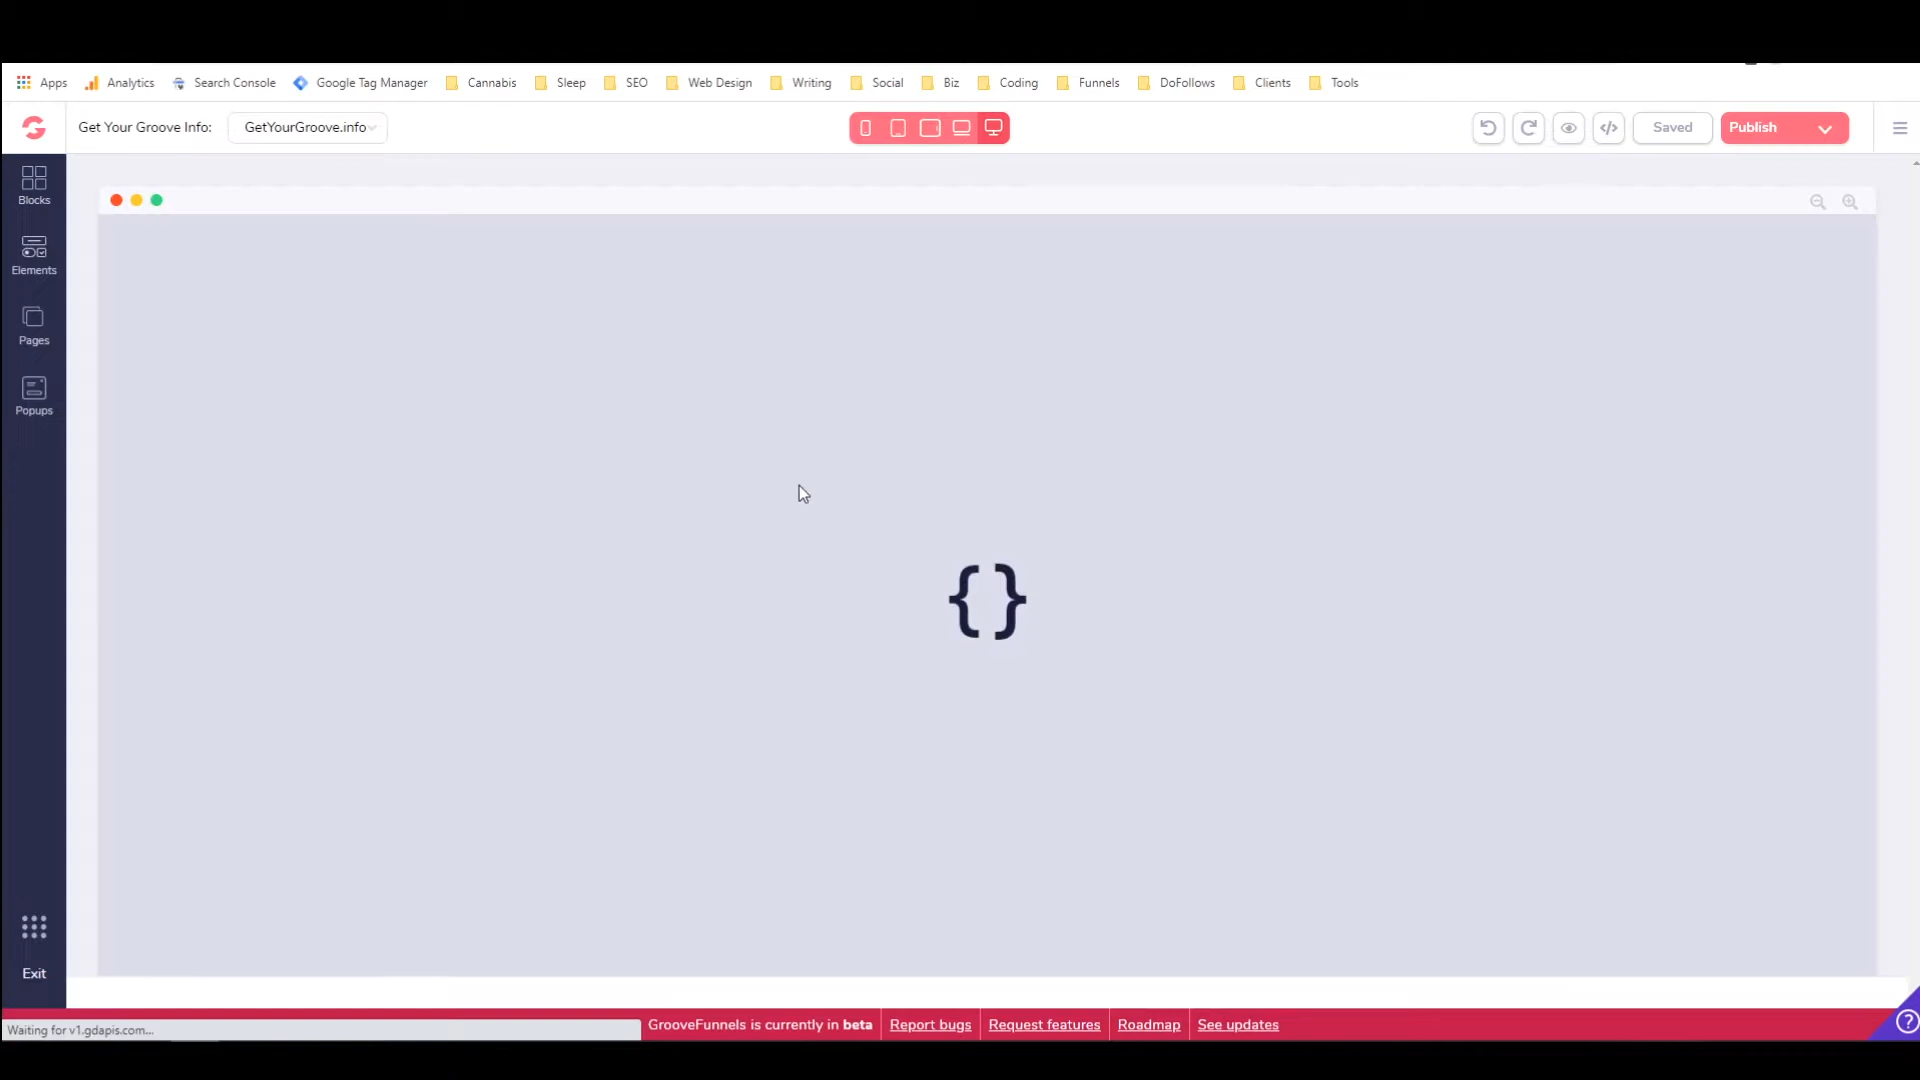 Apps Analytics Search Console Google Tag Manager Cannabis Sleep SEO Web Design Writing Social Biz Coding Funnels DoFollows Clients Tools
Get Your Groove Info: GetYourGroove.info Saved Publish
Blocks
Elements
Pages
Popups
{}
Exit
Waiting for v1.gdapis.com... GrooveFunnels is currently in beta Report bugs Request features Roadmap See updates